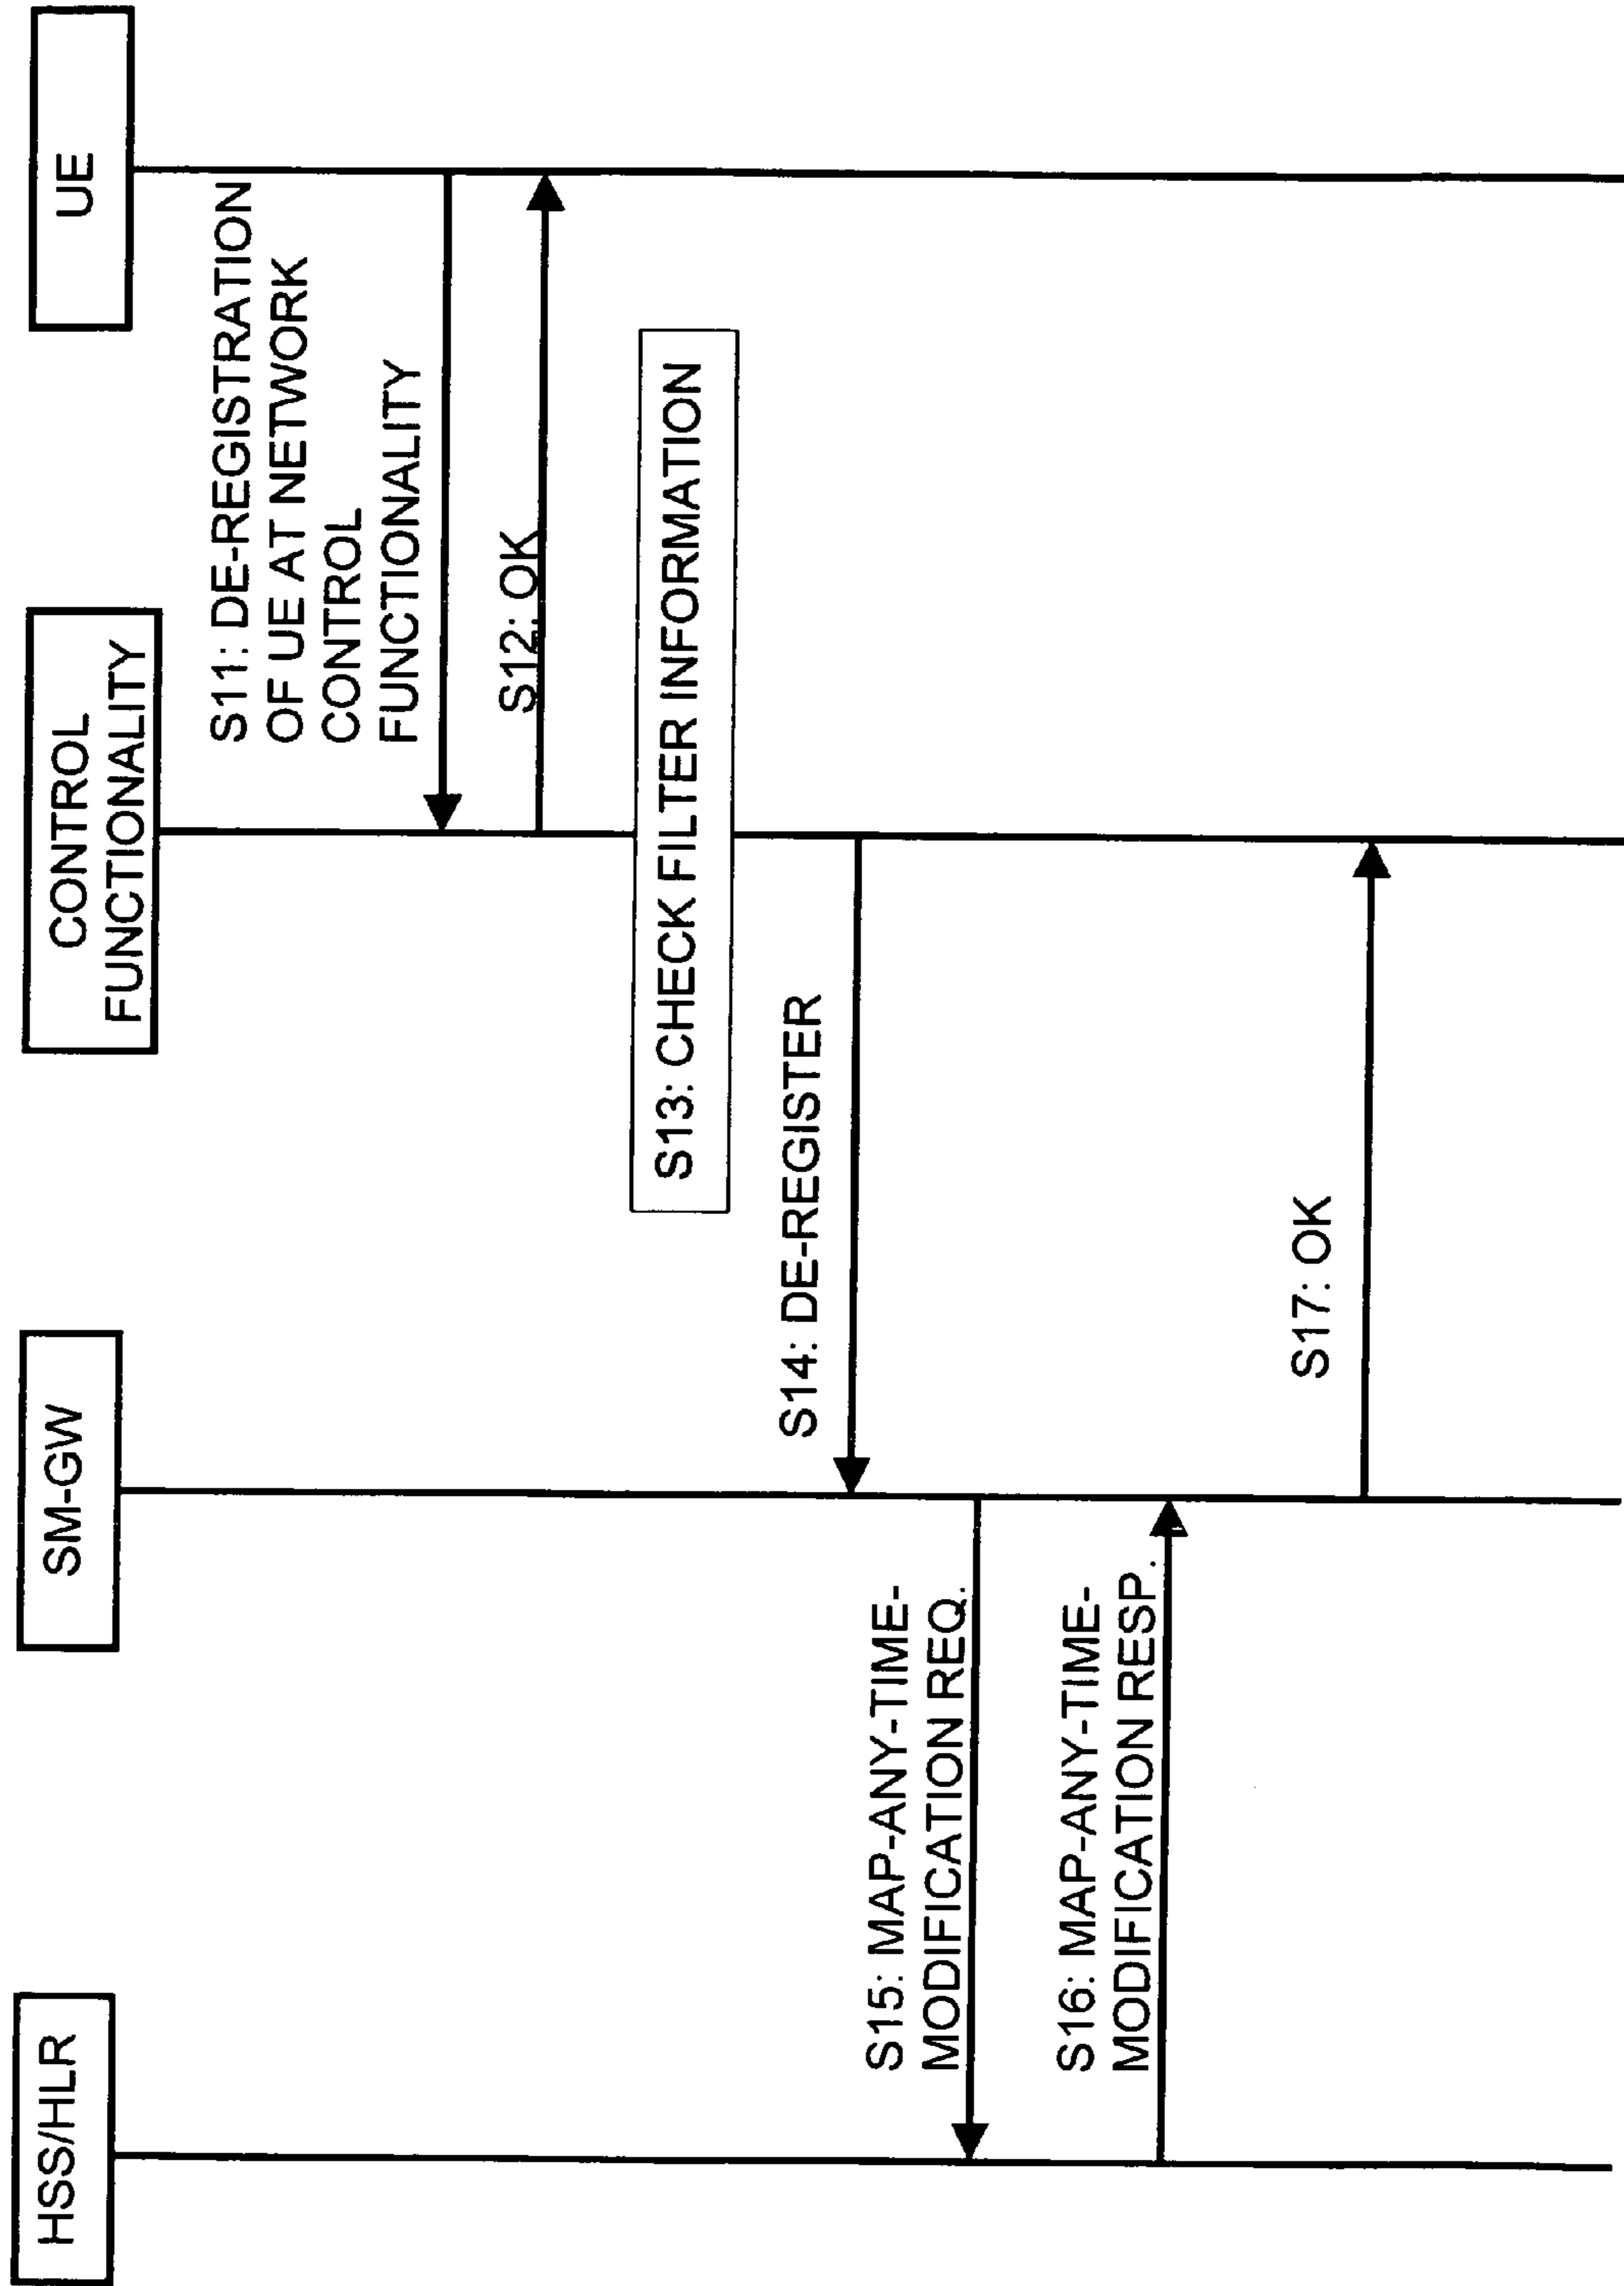 HSS/HLR
SM-GW
CONTROL
FUNCTIONALITY
UE
S11: DE-REGISTRATION
OF UE AT NETWORK
CONTROL
FUNCTIONALITY
S12: OK
S13: CHECK FILTER INFORMATION
S14: DE-REGISTER
S15: MAP-ANY-TIME-
MODIFICATION REQ.
S16: MAP-ANY-TIME-
MODIFICATION RESP.
S17: OK